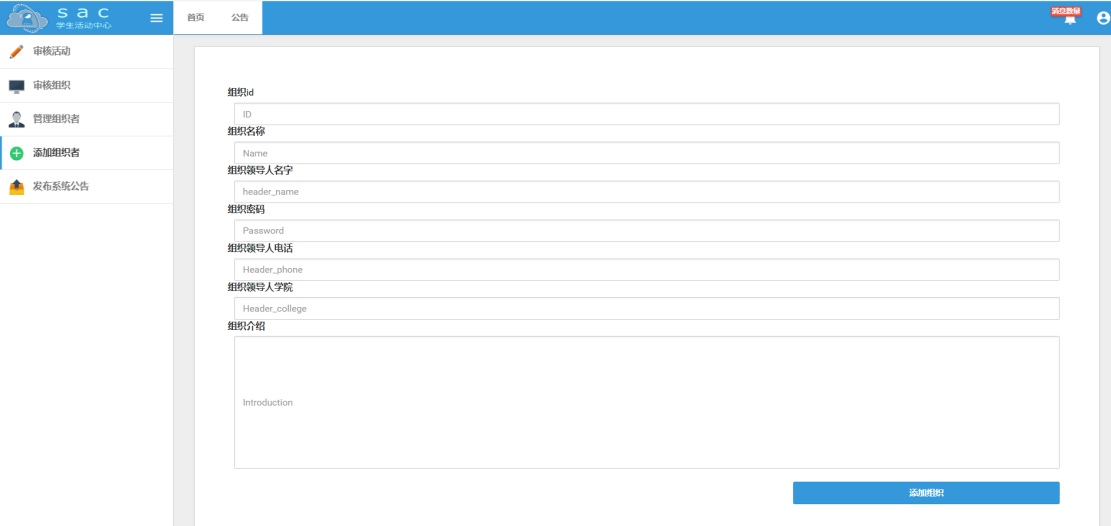 sac
学生活动中心
首页
公告
消息数量
审核活动
审核组织
管理组织者
添加组织者
发布系统公告
组织id
ID
组织名称
Name
组织领导人名字
header_name
组织密码
Password
组织领导人电话
Header_phone
组织领导人学院
Header_college
组织介绍
Introduction
添加组织